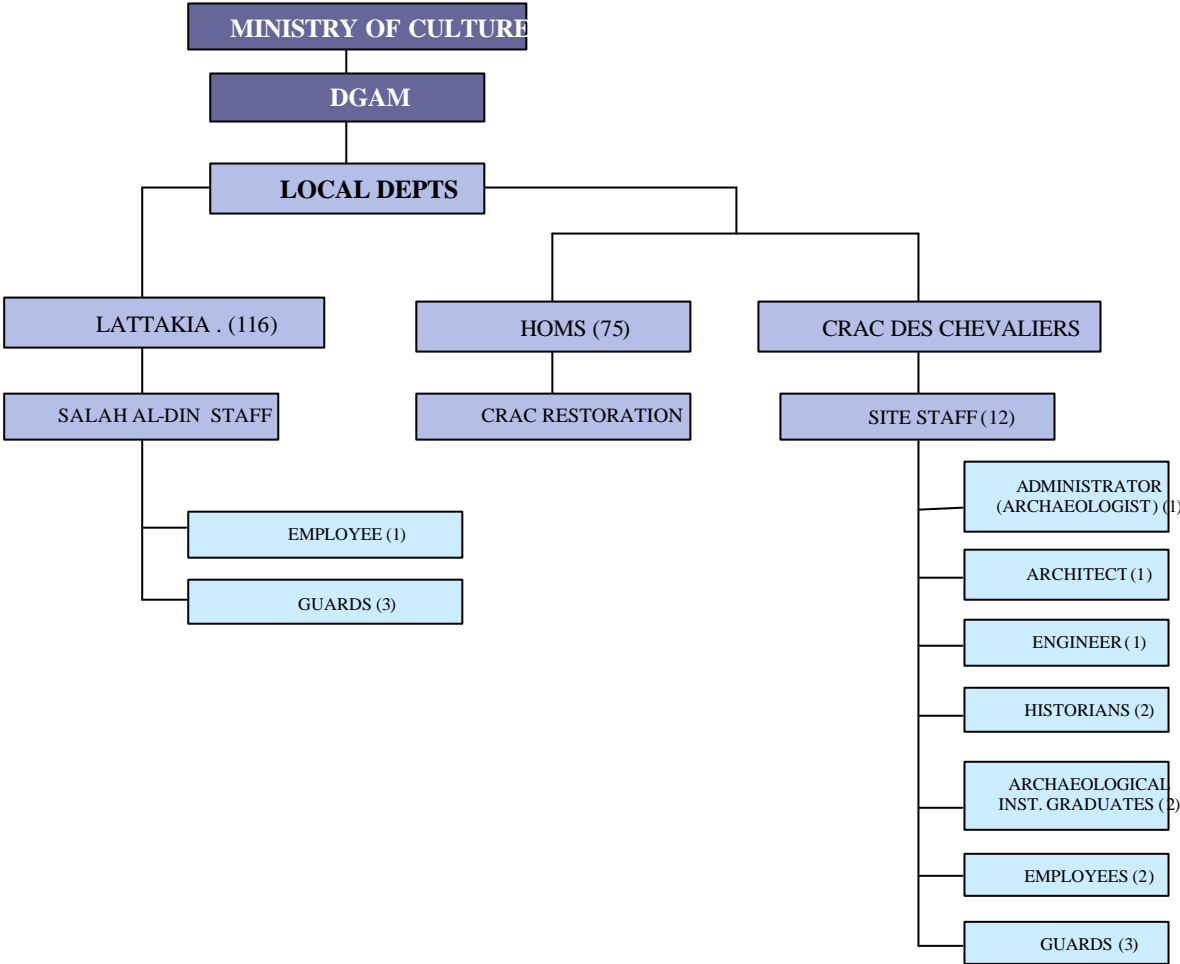 MINISTRY OF CULTURE
DGAM
LOCAL DEPTS
LATTAKIA . (116)
HOMS (75)
CRAC DES CHEVALIERS
SALAH AL-DIN STAFF
CRAC RESTORATION
SITE STAFF (12)
EMPLOYEE (1)
GUARDS (3)
ADMINISTRATOR
(ARCHAEOLOGIST) (1)
ARCHITECT (1)
ENGINEER (1)
HISTORIANS (2)
ARCHAEOLOGICAL
INST. GRADUATES (2)
EMPLOYEES (2)
GUARDS (3)